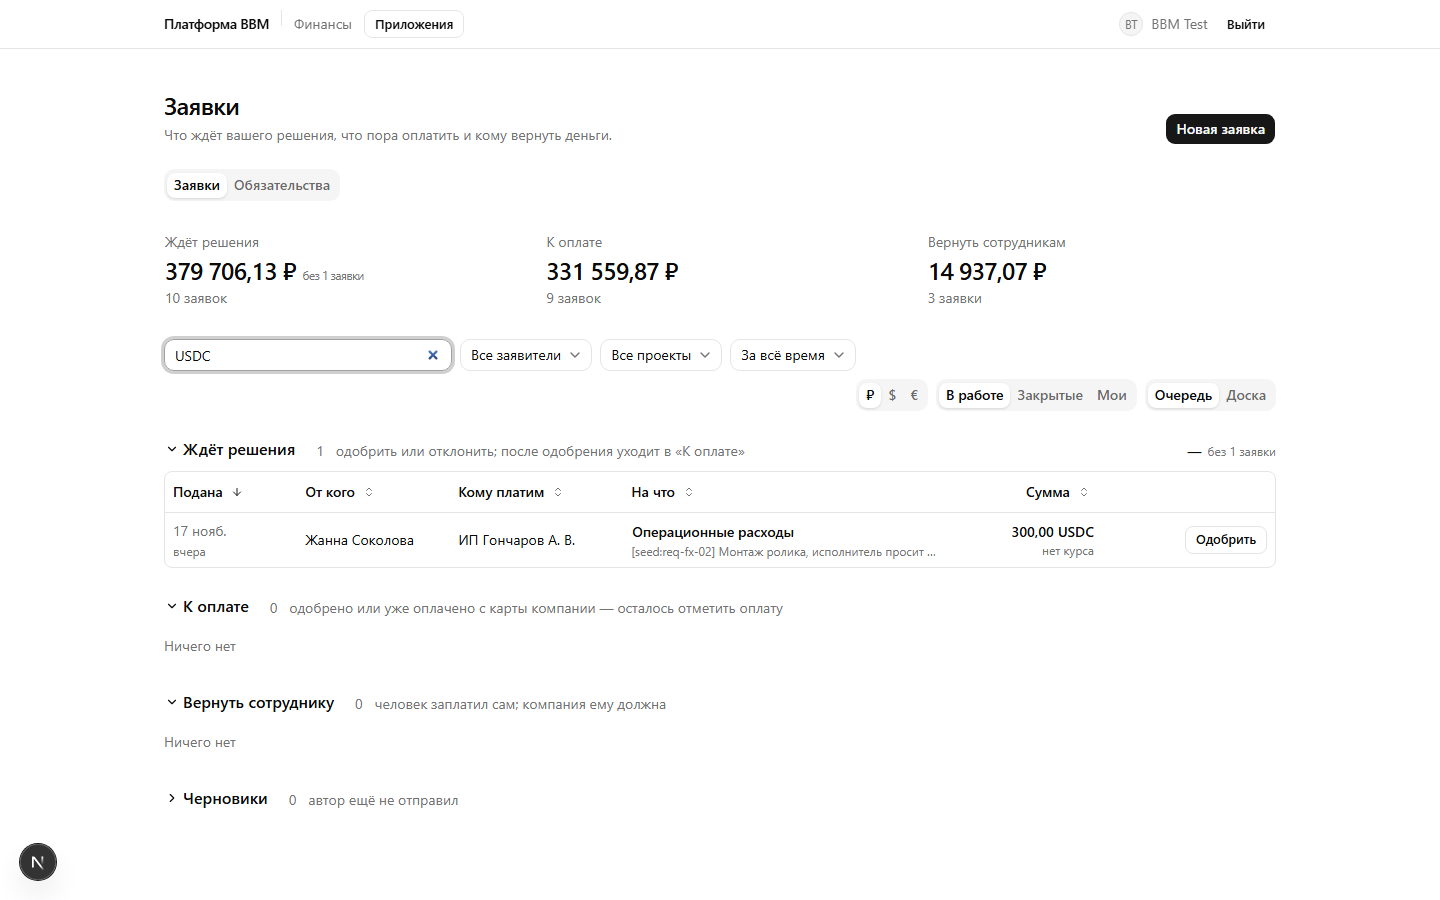 Платформа BBM Финансы Приложения BT BBM Test Выйти
Заявки
Что ждёт вашего решения, что пора оплатить и кому вернуть деньги.
Новая заявка
Заявки Обязательства
Ждёт решения К оплате Вернуть сотрудникам
379 706,13 ₽ без 1 заявки 331 559,87 ₽ 14 937,07 ₽
10 заявок 9 заявок 3 заявки
USDC Все заявители Все проекты За всё время
₽ $ € В работе Закрытые Мои Очередь Доска
Ждёт решения 1 одобрить или отклонить; после одобрения уходит в «К оплате» — без 1 заявки
Подана От кого Кому платим На что Сумма
17 нояб. Жанна Соколова ИП Гончаров А. В. Операционные расходы 300,00 USDC Одобрить
вчера [seed:req-fx-02] Монтаж ролика, исполнитель просит ... нет курса
К оплате 0 одобрено или уже оплачено с карты компании — осталось отметить оплату
Ничего нет
Вернуть сотруднику 0 человек заплатил сам; компания ему должна
Ничего нет
Черновики 0 автор ещё не отправил
N